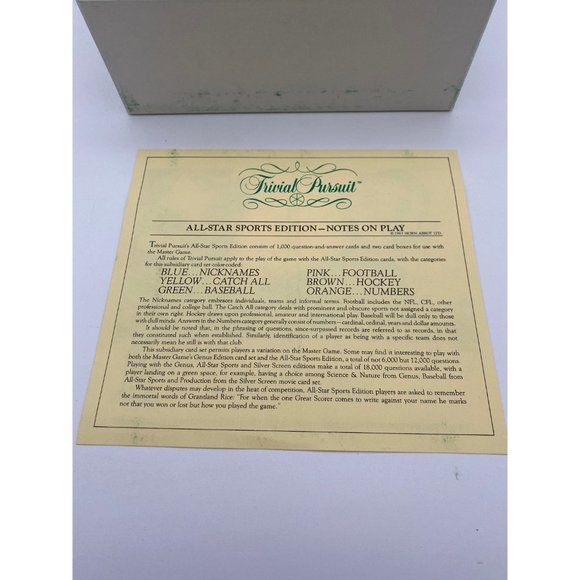 Trivial Pursuit™
ALL-STAR SPORTS EDITION—NOTES ON PLAY
Trivial Pursuit's All-Star Sports Edition consists of 1,000 question-and-answer cards and two card boxes for use with
the Master Game.
All rules of Trivial Pursuit apply to the play of the game with the All-Star Sports Edition cards, with the categories
for this subsidiary card set color-coded:
BLUE...NICKNAMES PINK...FOOTBALL
YELLOW...CATCH ALL BROWN...HOCKEY
GREEN...BASEBALL ORANGE...NUMBERS
The Nicknames category embraces individuals, teams and informal terms. Football includes the NFL, CFL, other
professional and college ball. The Catch All category deals with prominent and obscure sports not assigned a category
in their own right. Hockey draws upon professional, amateur and international play. Baseball will be dull only to those
with dull minds. Answers in the Numbers category generally consist of numbers—cardinal, ordinal, years and dollar amounts.
It should be noted that, in the phrasing of questions, since-surpassed records are referred to as records, in that
they constituted such when established. Similarly, identification of a player as being with a specific team does not
necessarily mean he still is with that club.
This subsidiary card set permits players a variation on the Master Game. Some may find it interesting to play with
both the Master Game's Genus Edition card set and the All-Star Sports Edition, a total of not 6,000 but 12,000 questions.
Playing with the Genus, All-Star Sports and Silver Screen editions make a total of 18,000 questions available, with a
player landing on a green space, for example, having a choice among Science & Nature from Genus, Baseball from
All-Star Sports and Production from the Silver Screen movie card set.
Whatever disputes may develop in the heat of competition, All-Star Sports Edition players are asked to remember
the immortal words of Grantland Rice: "For when the one Great Scorer comes to write against your name he marks
not that you won or lost but how you played the game."